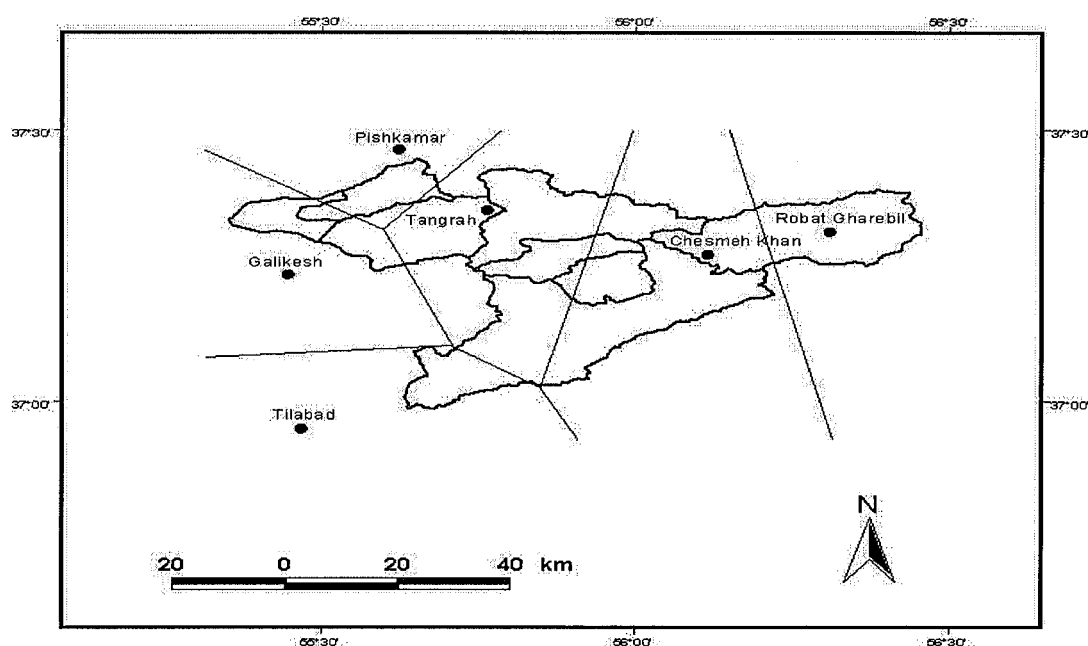 55°30' 56°00' 56°30'
37°30' 37°30'
Pishkamar
Tangrah
Robat Gharebil
Chesmeh Khan
Galikesh
37°00' 37°00'
Tilabad
N
20 0 20 40 km
55°30' 56°00' 56°30'